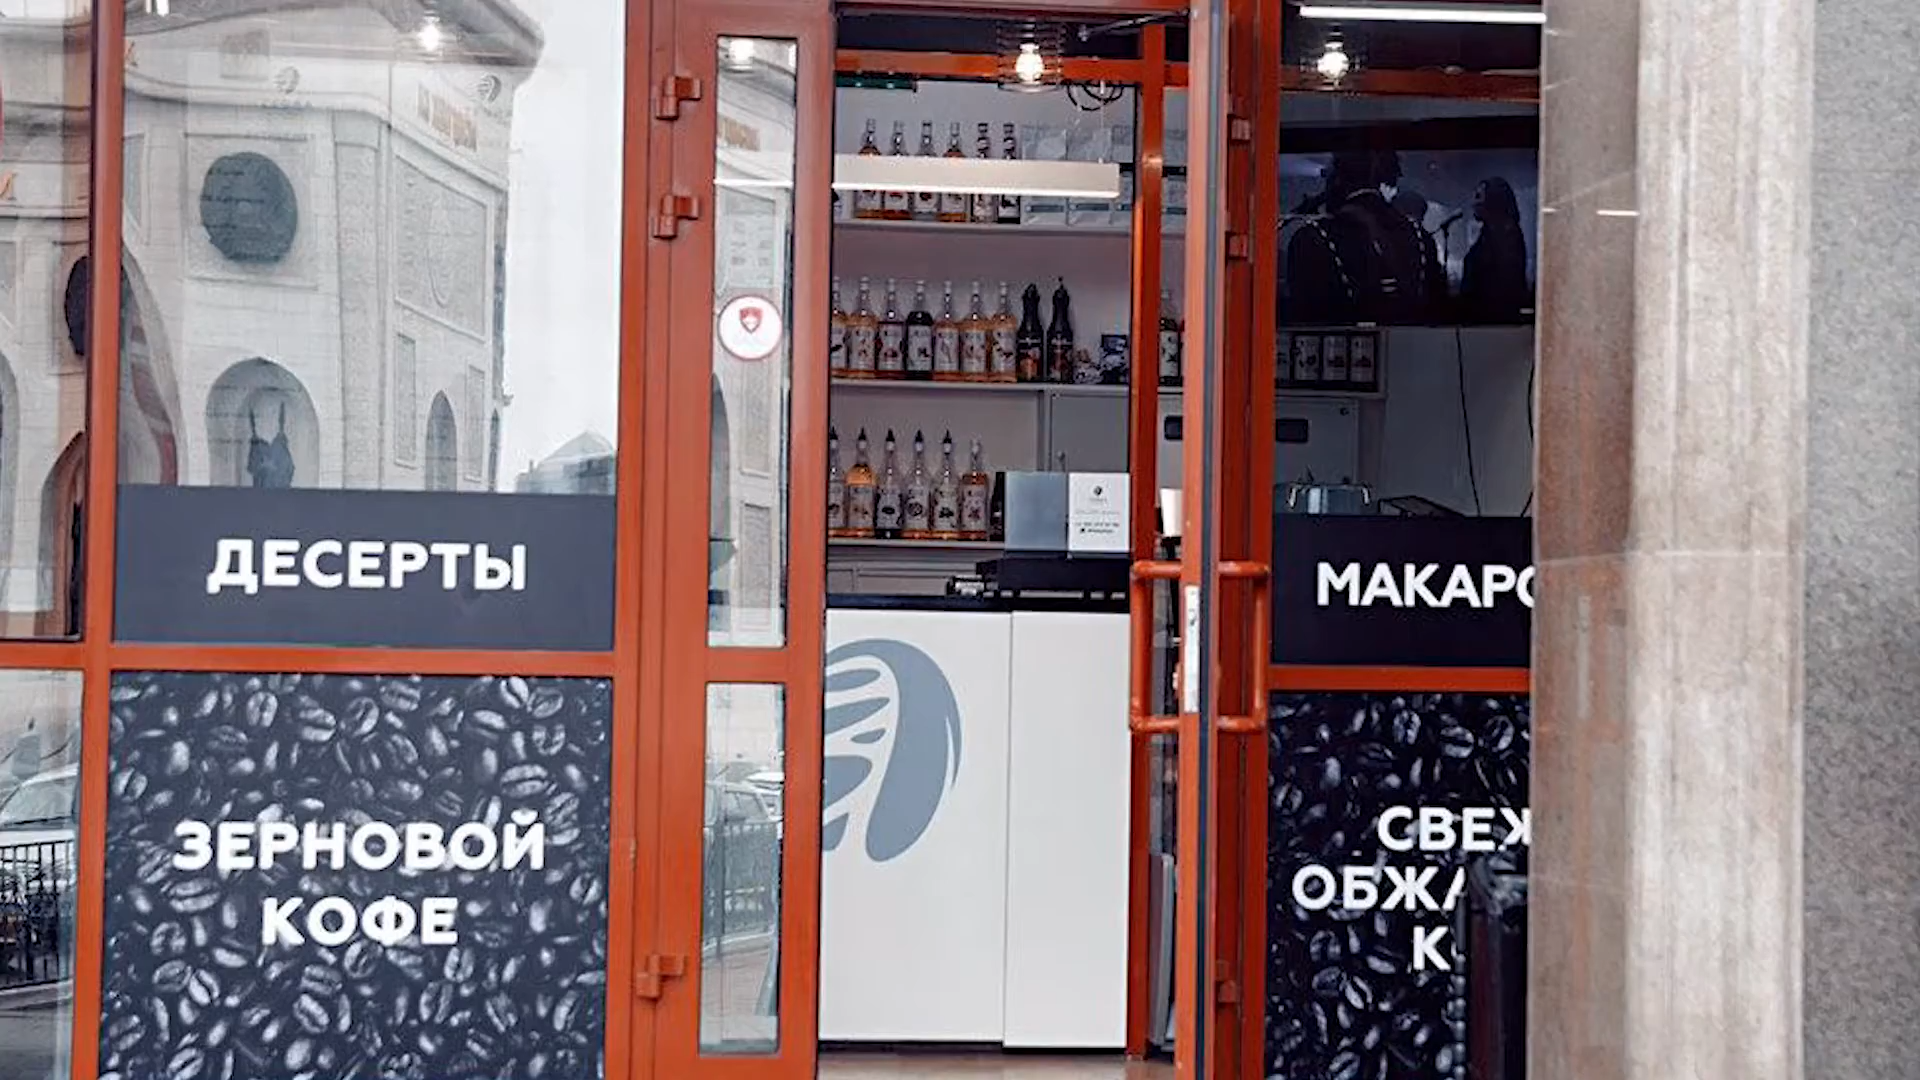 ДЕСЕРТЫ
ЗЕРНОВОЙ
КОФЕ
МАКАРО
СВЕЖ
ОБЖА
К